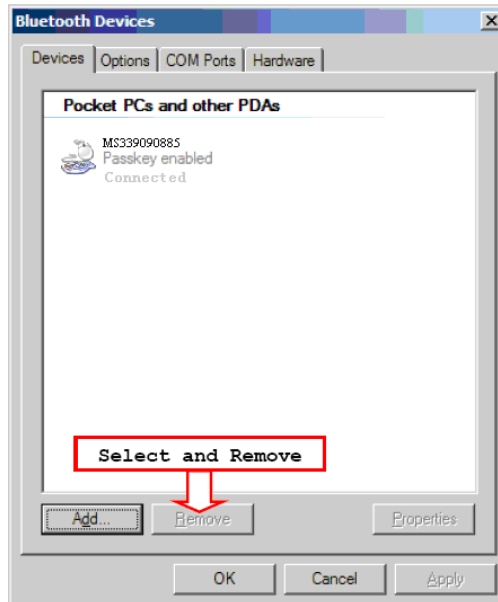 Bluetooth Devices
Devices Options COM Ports Hardware
Pocket PCs and other PDAs
MS339090885
Passkey enabled
Connected
Select and Remove
Add... Remove Properties
OK Cancel Apply